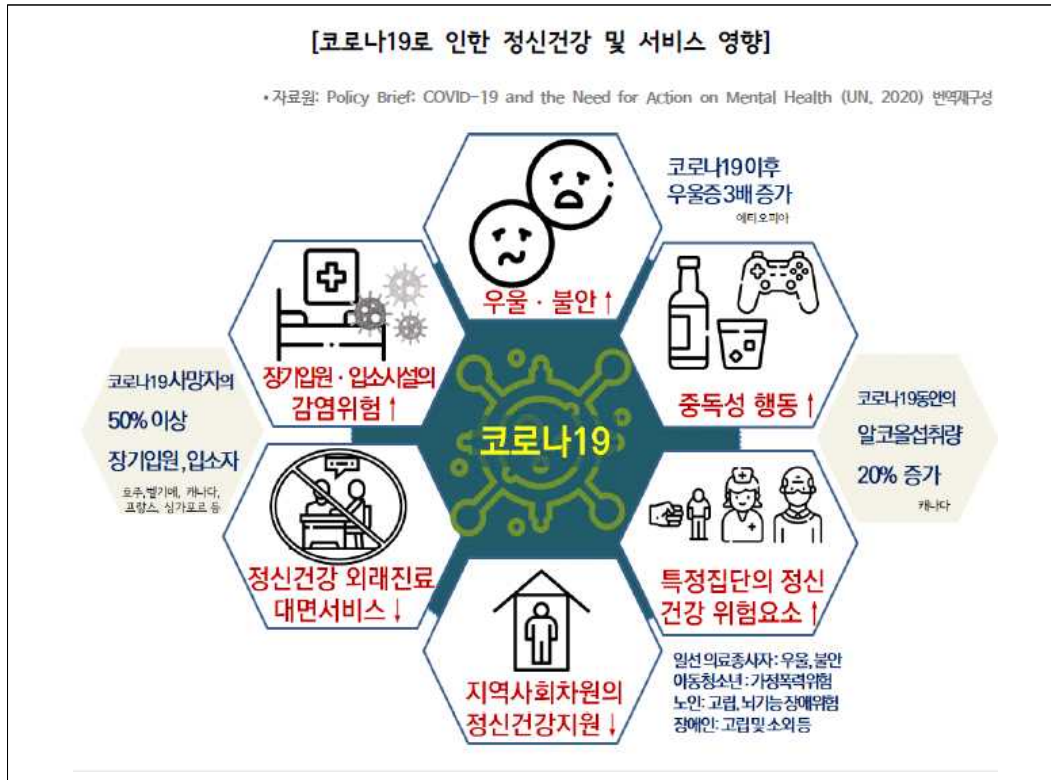 [코로나19로 인한 정신건강 및 서비스 영향]
• 자료원: Policy Brief: COVID-19 and the Need for Action on Mental Health (UN, 2020) 번역재구성
코로나19 이후
우울증 3배 증가
에티오피아
우울 · 불안 ↑
장기입원 · 입소시설의
감염위험 ↑
중독성 행동 ↑
코로나19 사망자의
50% 이상
장기입원, 입소자
호주, 벨기에, 캐나다,
프랑스, 싱가포르 등
코로나19
코로나19동안의
알코올섭취량
20% 증가
캐나다
정신건강 외래진료
대면서비스 ↓
특정집단의 정신
건강 위험요소 ↑
지역사회차원의
정신건강지원 ↓
일선 의료종사자 : 우울, 불안
아동청소년 : 가정폭력위험
노인 : 고립, 뇌기능 장애위험
장애인 : 고립 및 소외 등